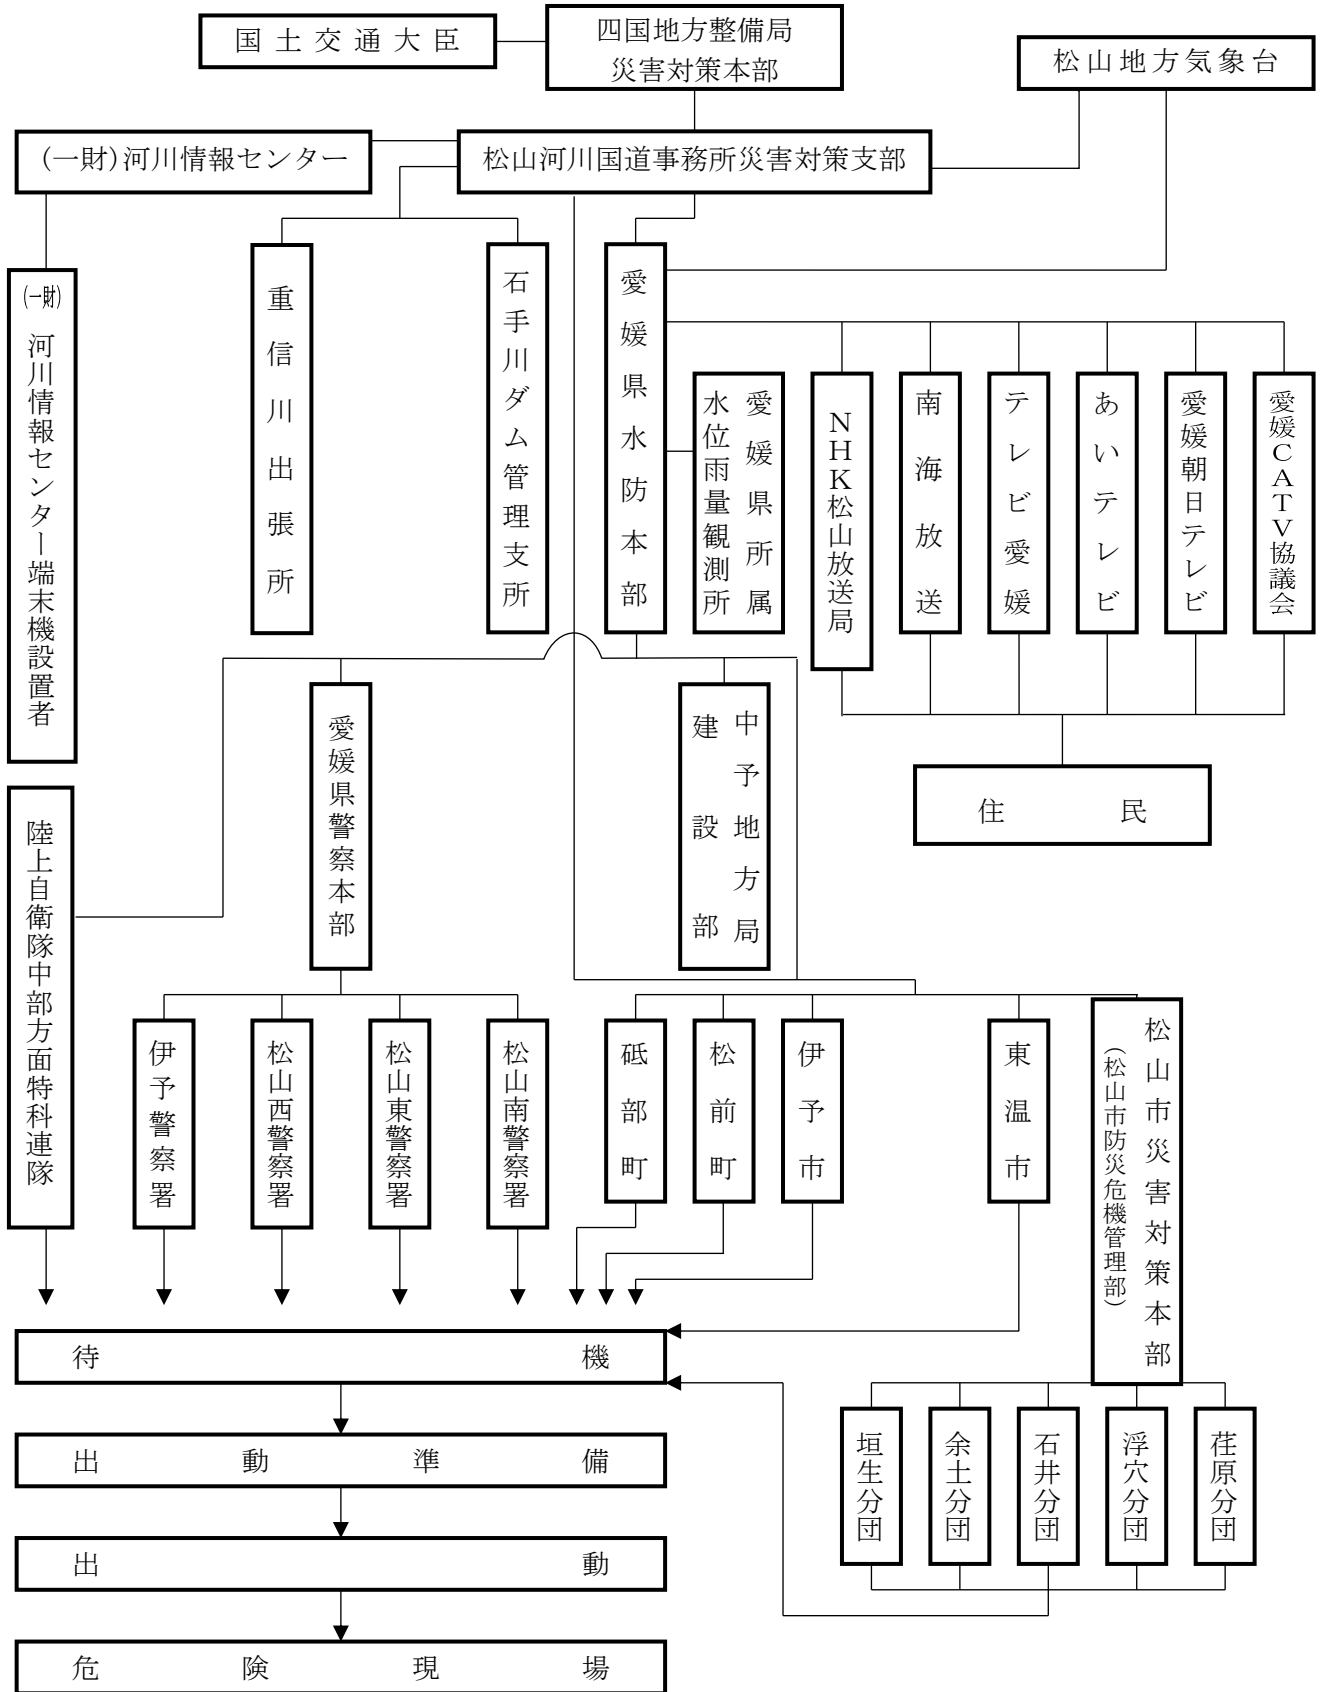 国土交通大臣
四国地方整備局
災害対策本部
松山地方気象台
(一財)河川情報センター
松山河川国道事務所災害対策支部
(一財)河川情報センター端末機設置者
重信川出張所
石手川ダム管理支所
愛媛県水防本部
愛媛県所属
水位雨量観測所
NHK松山放送局
南海放送
テレビ愛媛
あいテレビ
愛媛朝日テレビ
愛媛CATV協議会
住民
愛媛県警察本部
中予地方局
建設部
陸上自衛隊中部方面特科連隊
伊予警察署
松山西警察署
松山東警察署
松山南警察署
砥部町
松前町
伊予市
東温市
松山市災害対策本部
(松山市防災危機管理部)
待機
出動準備
出動
危険現場
垣生分団
余土分団
石井分団
浮穴分団
荏原分団